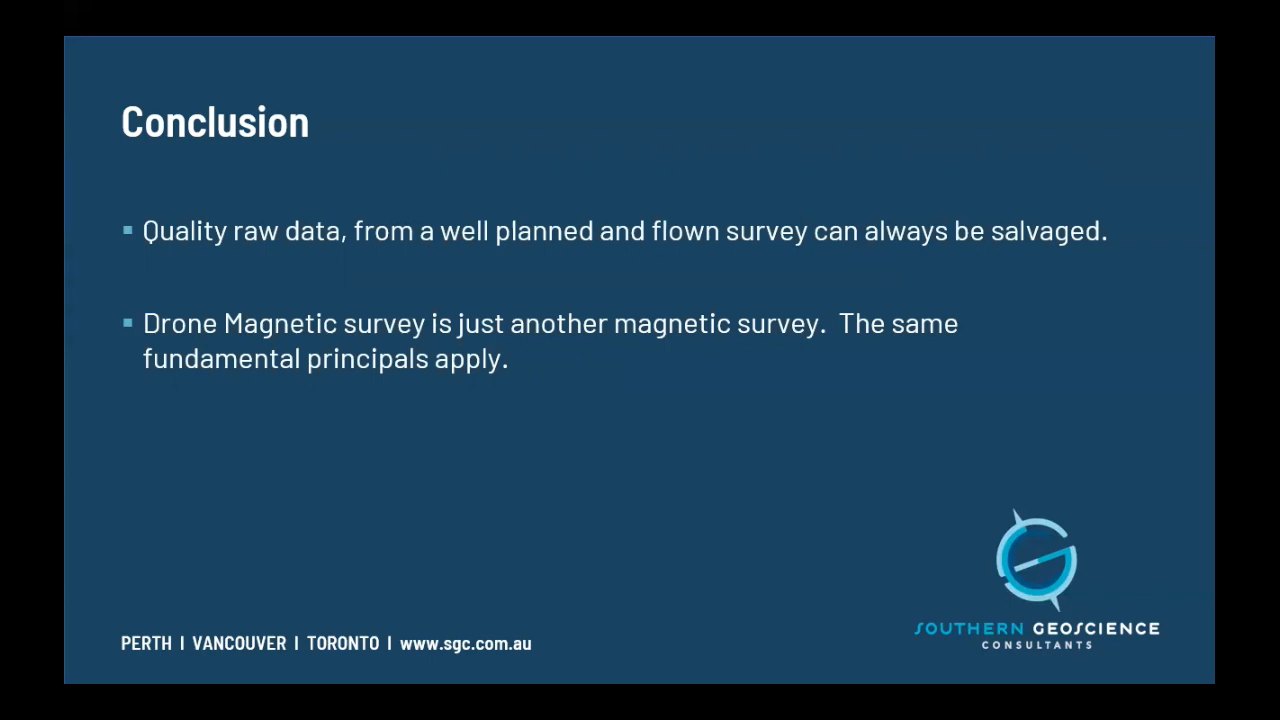 Conclusion
▪ Quality raw data, from a well planned and flown survey can always be salvaged.
▪ Drone Magnetic survey is just another magnetic survey.  The same
fundamental principals apply.
PERTH I VANCOUVER I TORONTO I www.sgc.com.au
SOUTHERN GEOSCIENCE
CONSULTANTS